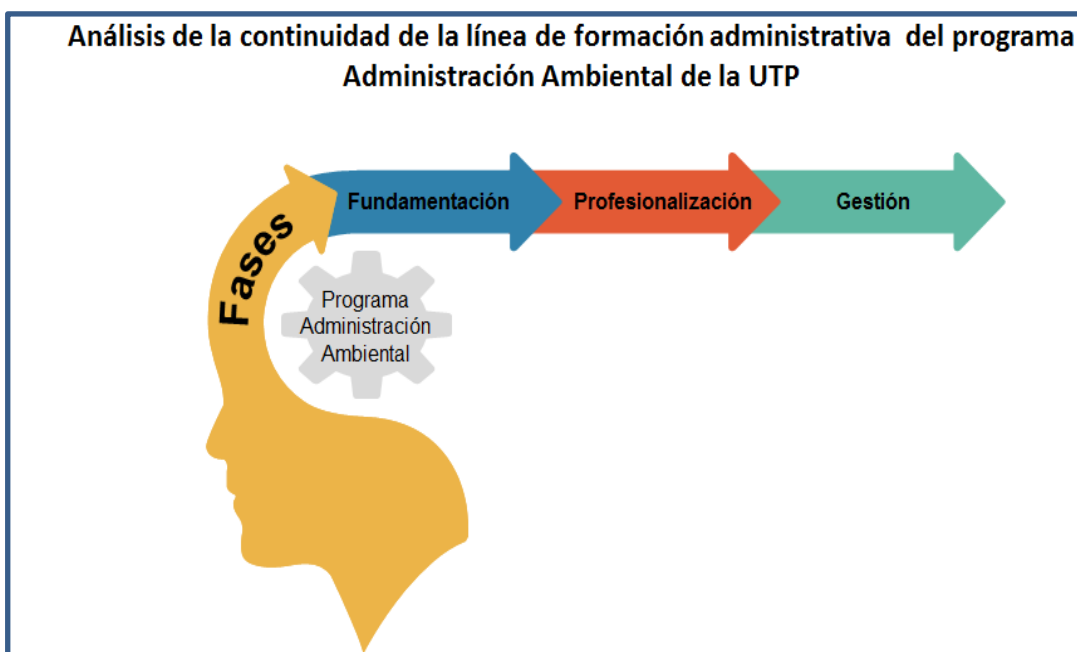 Análisis de la continuidad de la línea de formación administrativa del programa
Administración Ambiental de la UTP
Fases
Fundamentación
Profesionalización
Gestión
Programa
Administración
Ambiental